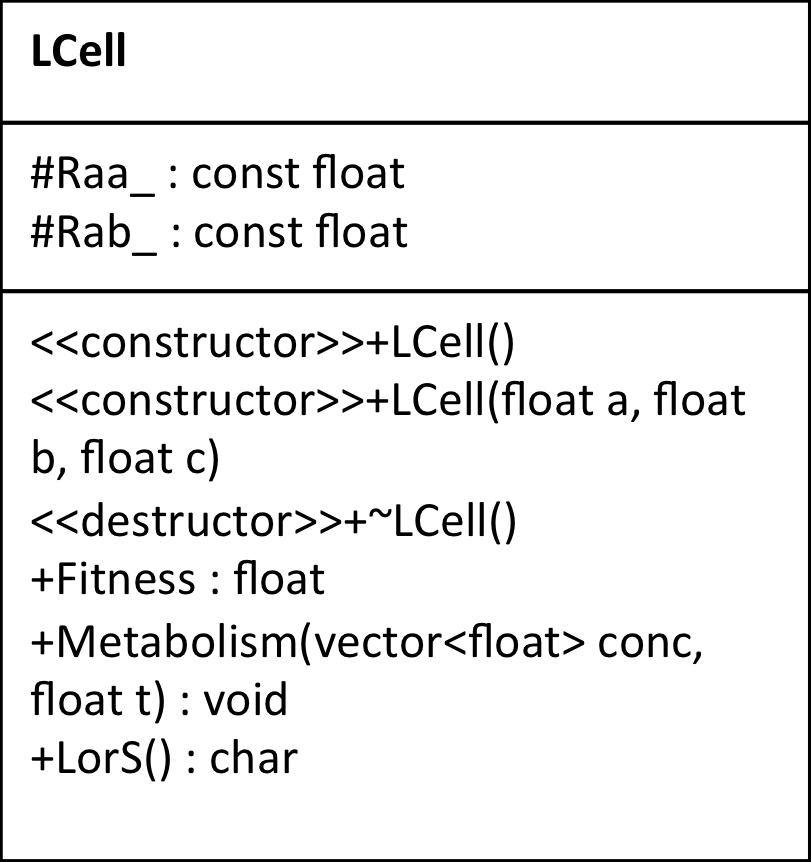 LCell
#Raa_ : const float
#Rab_ : const float
<<constructor>>+LCell()
<<constructor>>+LCell(float a, float
b, float c)
<<destructor>>+~LCell()
+Fitness : float
+Metabolism(vector<float> conc,
float t) : void
+LorS() : char